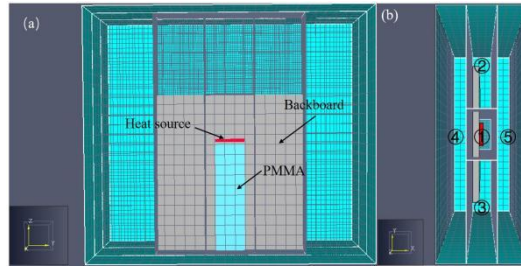 (a)
Heat source
Backboard
PMMA
Z
Y
(b)
②
④ ① ⑤
③
Y